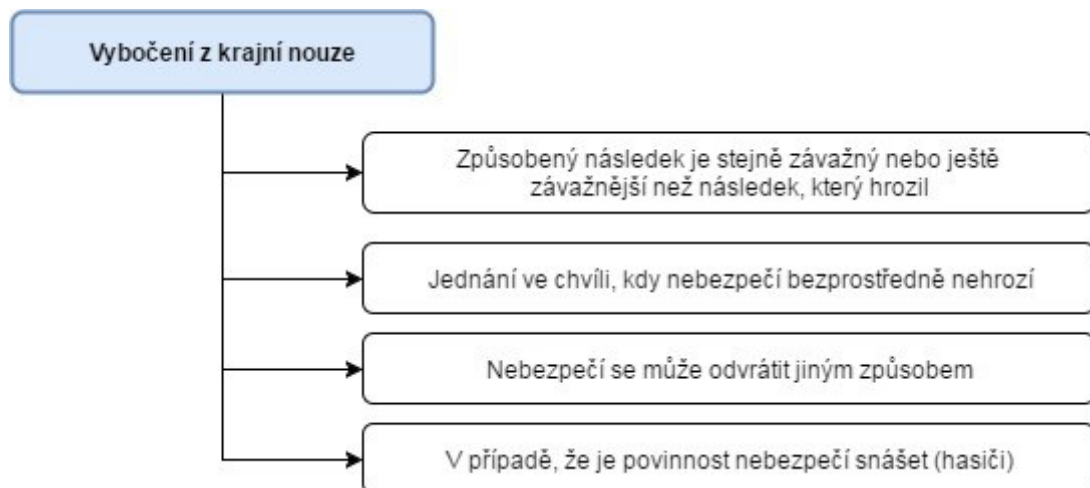 Vybočení z krajní nouze
Způsobený následek je stejně závažný nebo ještě
závažnější než následek, který hrozil
Jednání ve chvíli, kdy nebezpečí bezprostředně nehrozí
Nebezpečí se může odvrátit jiným způsobem
V případě, že je povinnost nebezpečí snášet (hasiči)